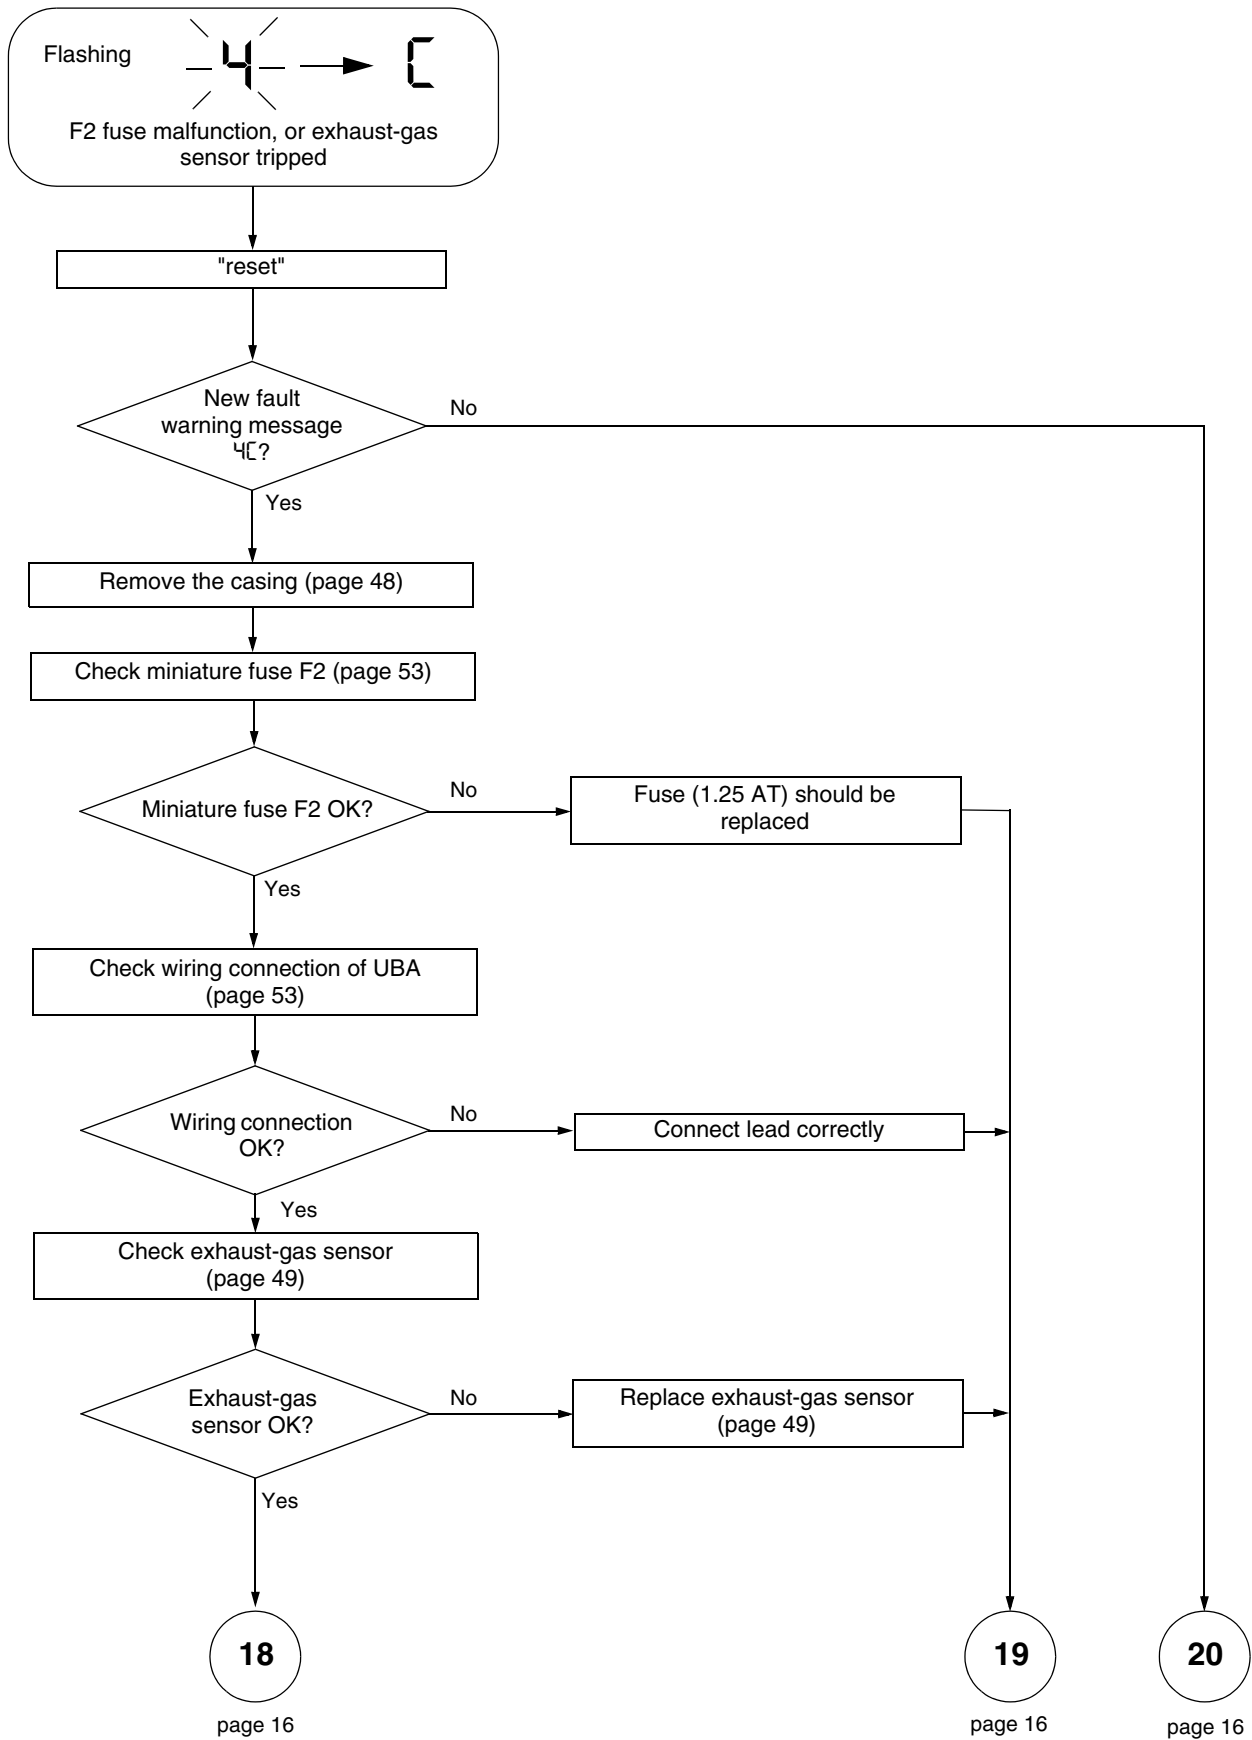 Flashing
4 C
F2 fuse malfunction, or exhaust-gas
sensor tripped
"reset"
New fault
warning message
4C?
No
Yes
Remove the casing (page 48)
Check miniature fuse F2 (page 53)
Miniature fuse F2 OK?
No
Fuse (1.25 AT) should be
replaced
Yes
Check wiring connection of UBA
(page 53)
Wiring connection
OK?
No
Connect lead correctly
Yes
Check exhaust-gas sensor
(page 49)
Exhaust-gas
sensor OK?
No
Replace exhaust-gas sensor
(page 49)
Yes
18
page 16
19
page 16
20
page 16